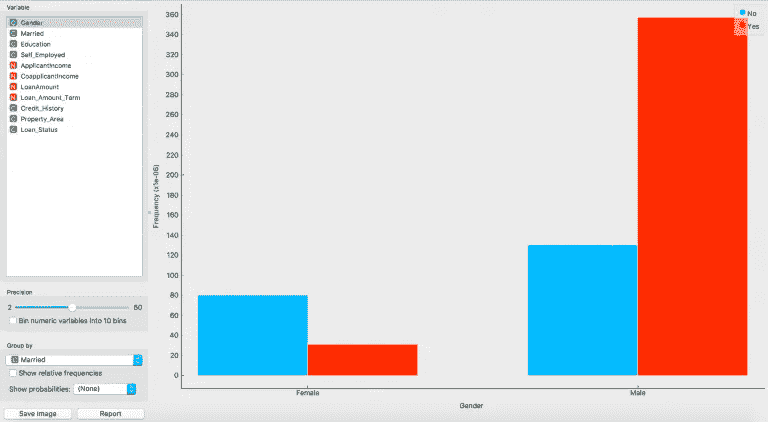 Variable
Gender
Married
Education
Self_Employed
ApplicantIncome
CoapplicantIncome
LoanAmount
Loan_Amount_Term
Credit_History
Property_Area
Loan_Status
Precision
2 50
Bin numeric variables into 10 bins
Group by
Married
Show relative frequencies
Show probabilities: (None)
Save Image Report
Frequency (x1e-06)
360
340
320
300
280
260
240
220
200
180
160
140
120
100
80
60
40
20
0
Female Male
Gender
No
Yes